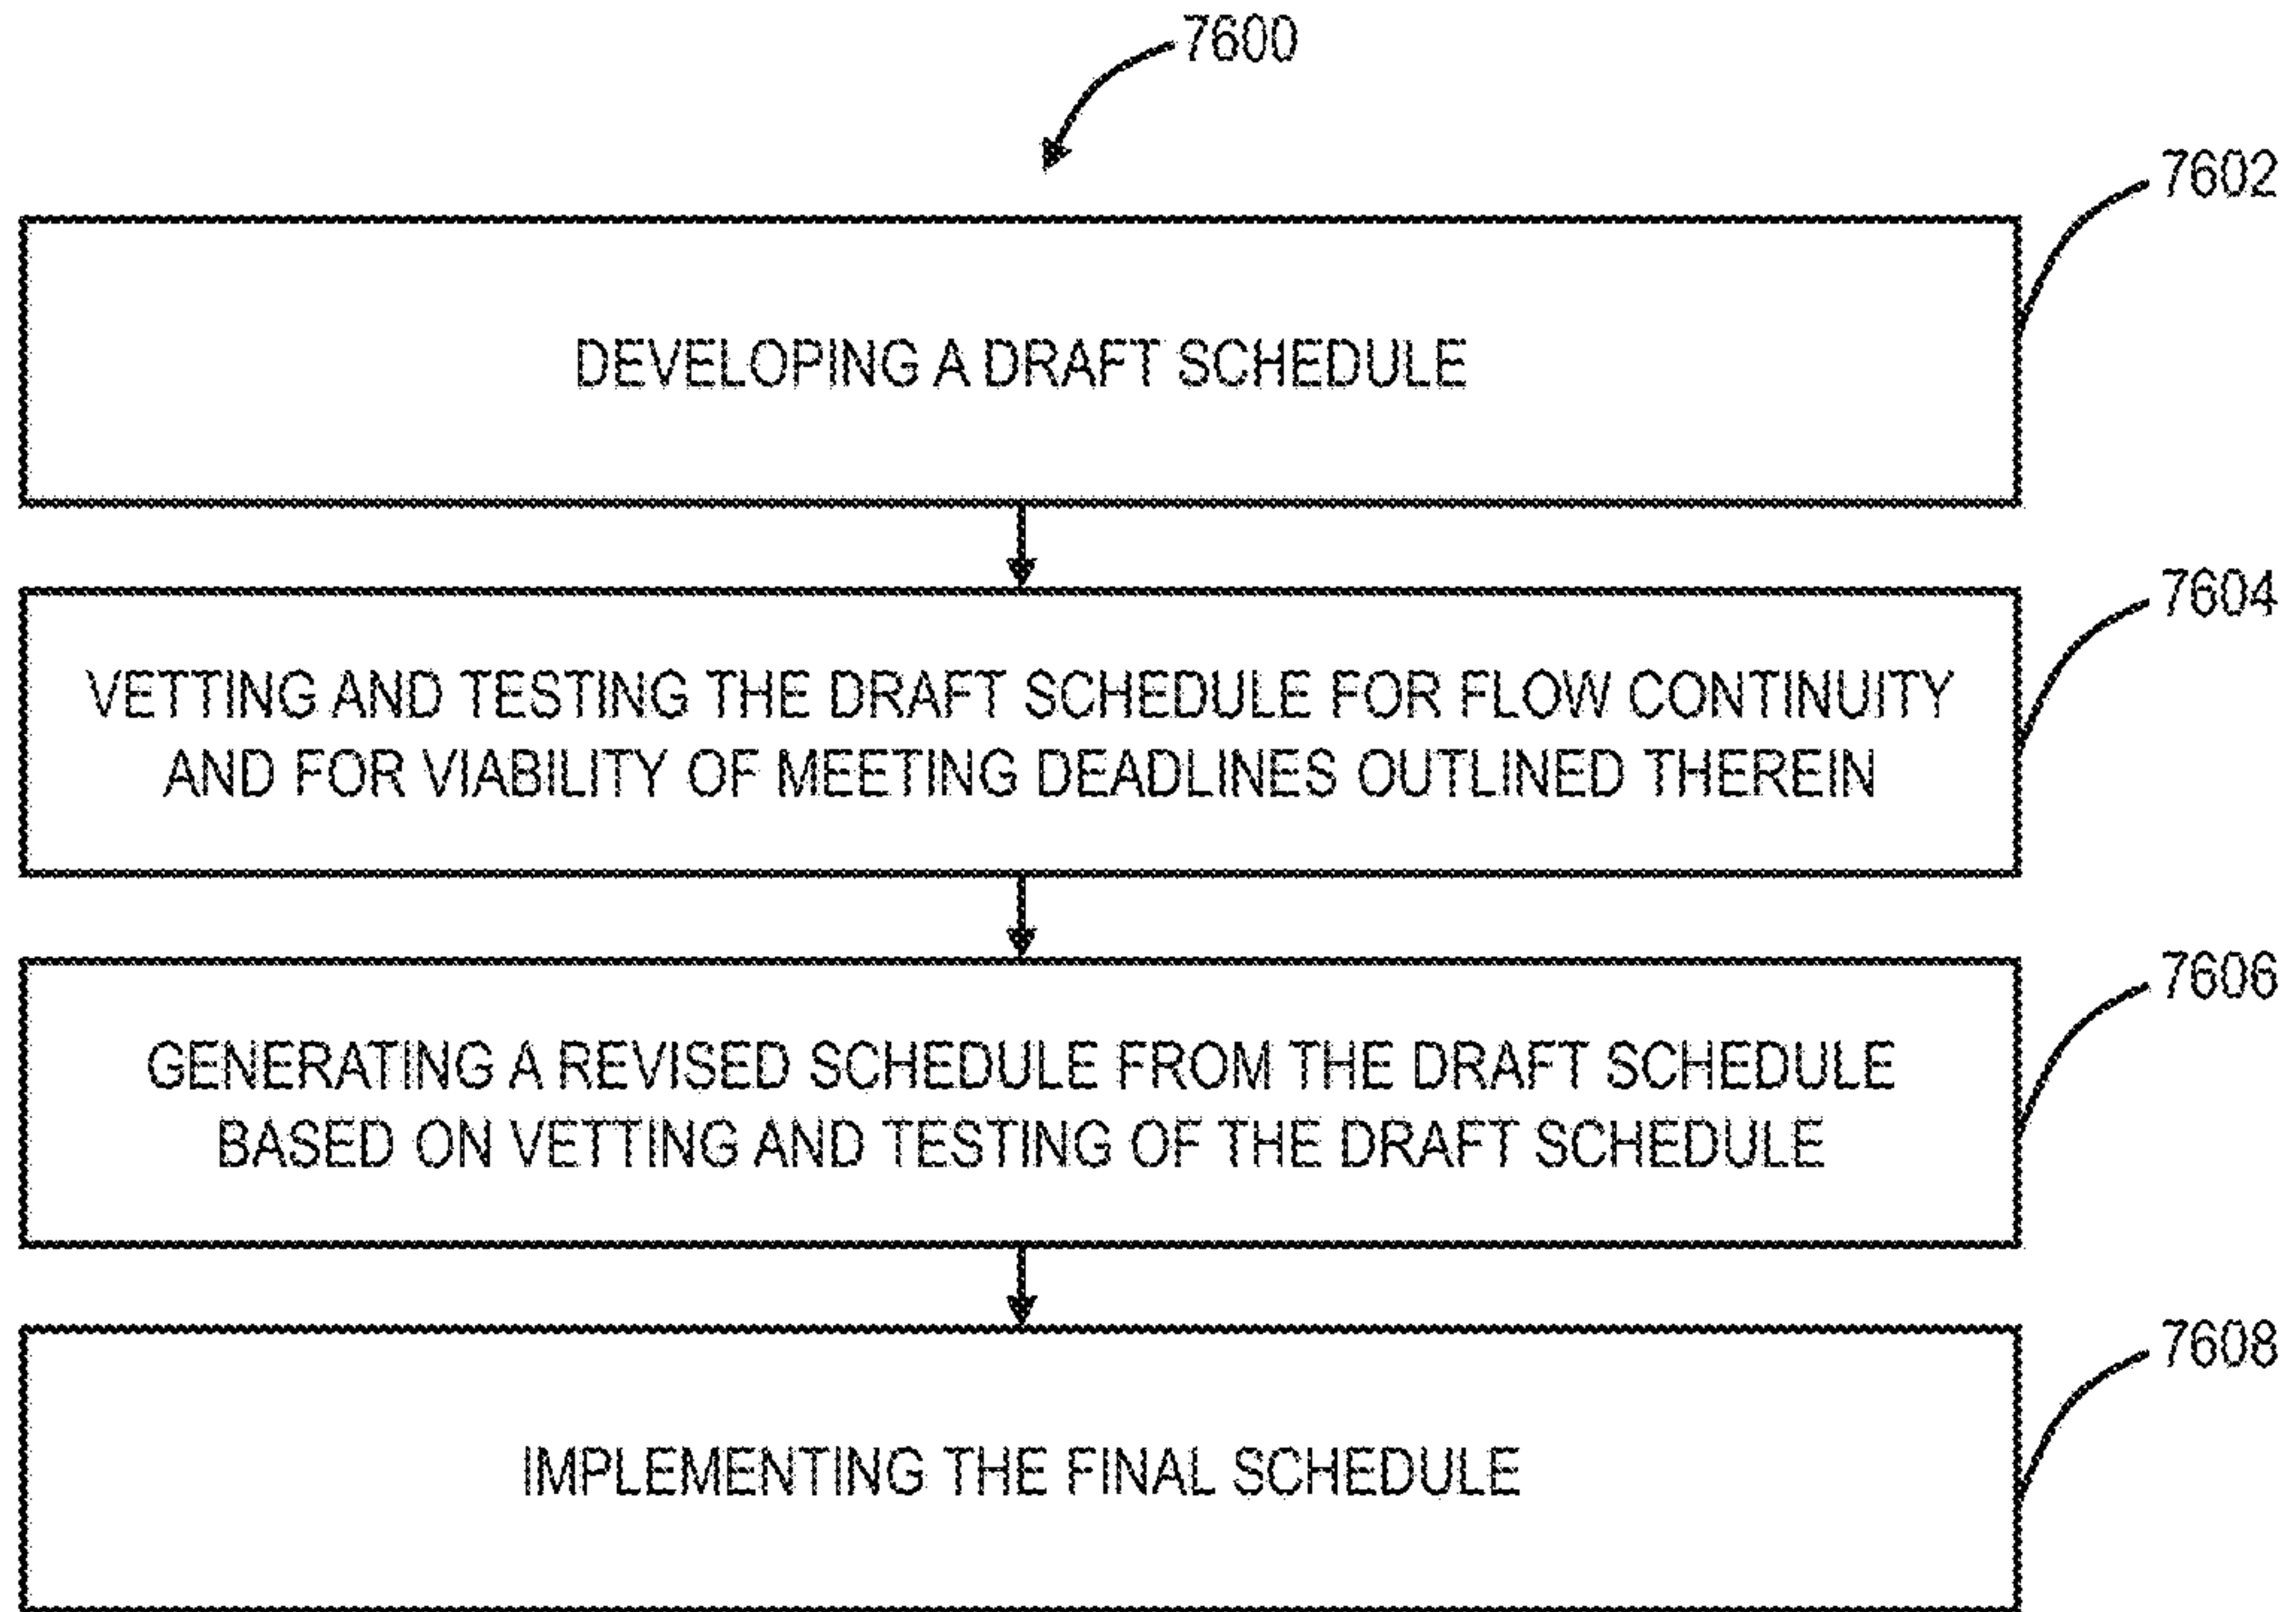 7600
7602
DEVELOPING A DRAFT SCHEDULE
7604
VETTING AND TESTING THE DRAFT SCHEDULE FOR FLOW CONTINUITY
AND FOR VIABILITY OF MEETING DEADLINES OUTLINED THEREIN
7606
GENERATING A REVISED SCHEDULE FROM THE DRAFT SCHEDULE
BASED ON VETTING AND TESTING OF THE DRAFT SCHEDULE
7608
IMPLEMENTING THE FINAL SCHEDULE